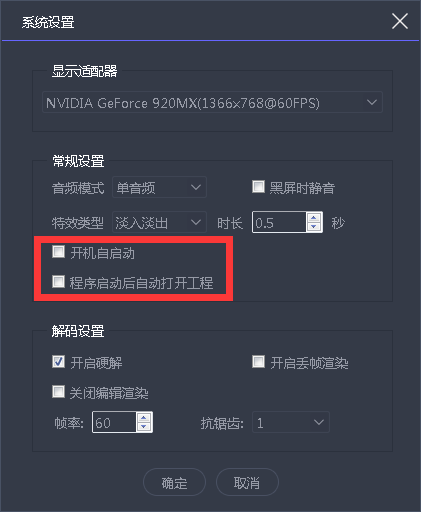 系统设置
显示适配器
NVIDIA GeForce 920MX(1366x768@60FPS)
常规设置
音频模式 单音频 黑屏时静音
特效类型 淡入淡出 时长 0.5 秒
开机自启动
程序启动后自动打开工程
解码设置
开启硬解 开启丢帧渲染
关闭编辑渲染
帧率: 60 抗锯齿: 1
确定 取消